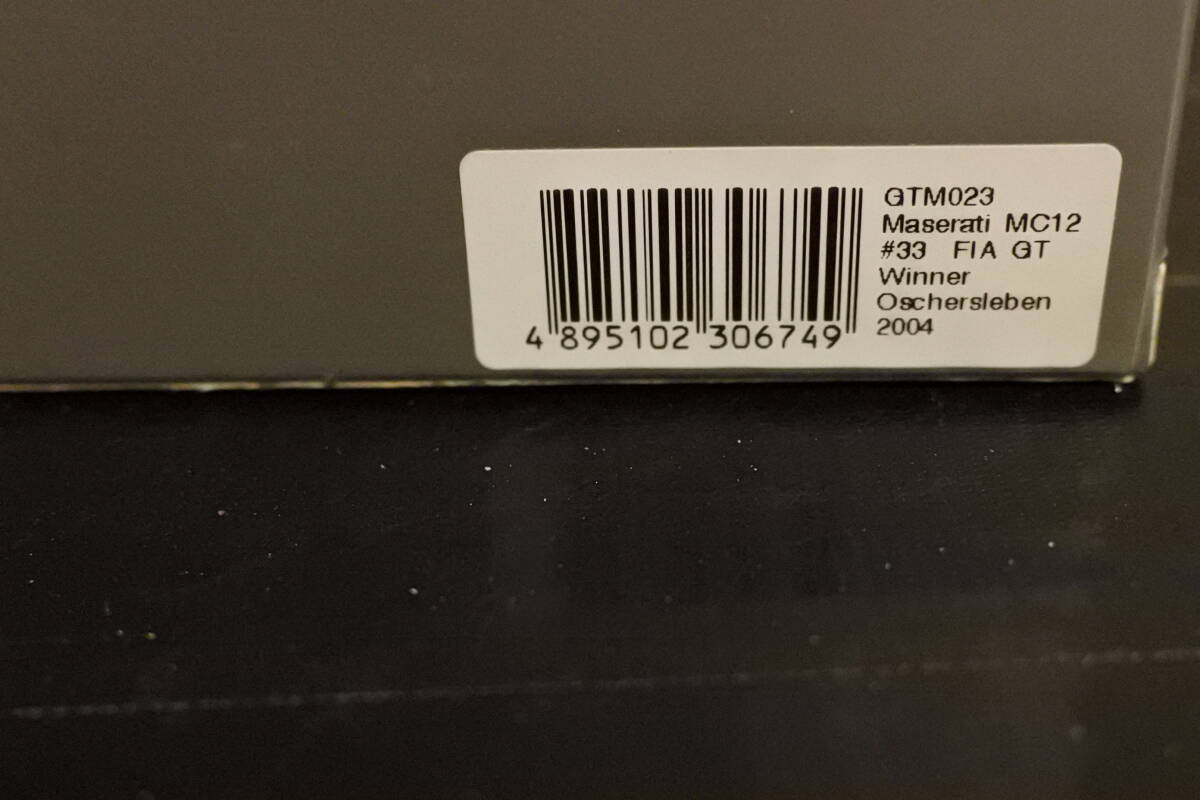 GTM023
Maserati MC12
#33 FIA GT
Winner
Oschersleben
2004
4 895102 306749